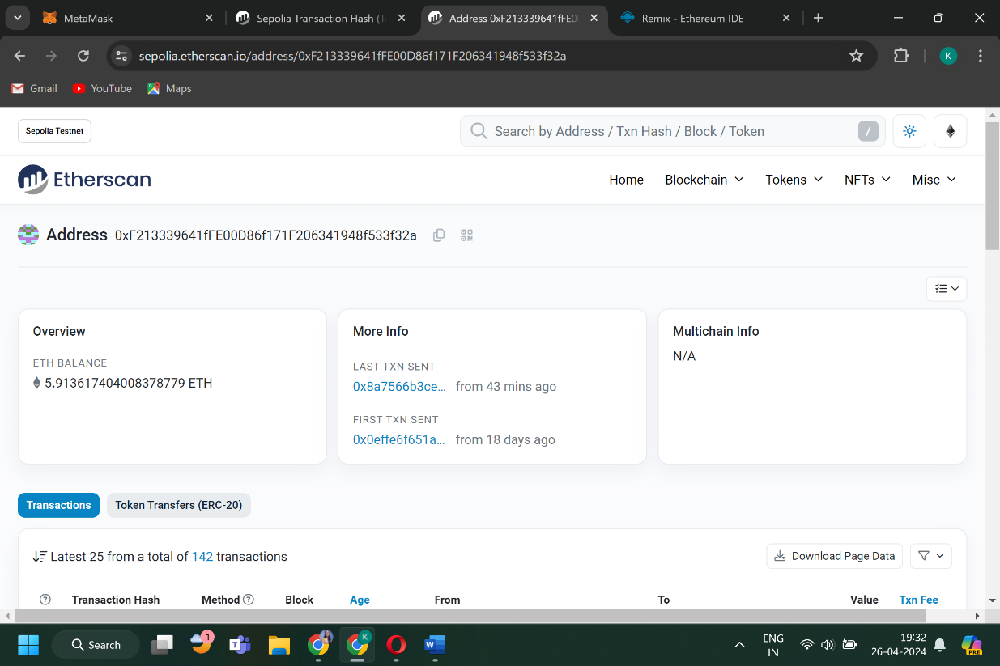 MetaMask
Sepolia Transaction Hash (T
Address 0xF213339641fFE0
Remix - Ethereum IDE
sepolia.etherscan.io/address/0xF213339641fFE00D86f171F206341948f533f32a
K
Gmail
YouTube
Maps
Sepolia Testnet
Search by Address / Txn Hash / Block / Token
/
Etherscan
Home
Blockchain
Tokens
NFTs
Misc
Address 0xF213339641fFE00D86f171F206341948f533f32a
Overview
ETH BALANCE
5.913617404008378779 ETH
More Info
LAST TXN SENT
0x8a7566b3ce... from 43 mins ago
FIRST TXN SENT
0x0effe6f651a... from 18 days ago
Multichain Info
N/A
Transactions
Token Transfers (ERC-20)
Latest 25 from a total of 142 transactions
Download Page Data
Transaction Hash Method Block Age From To Value Txn Fee
Search
1
T
K
W
ENG
IN
19:32
26-04-2024
PRE